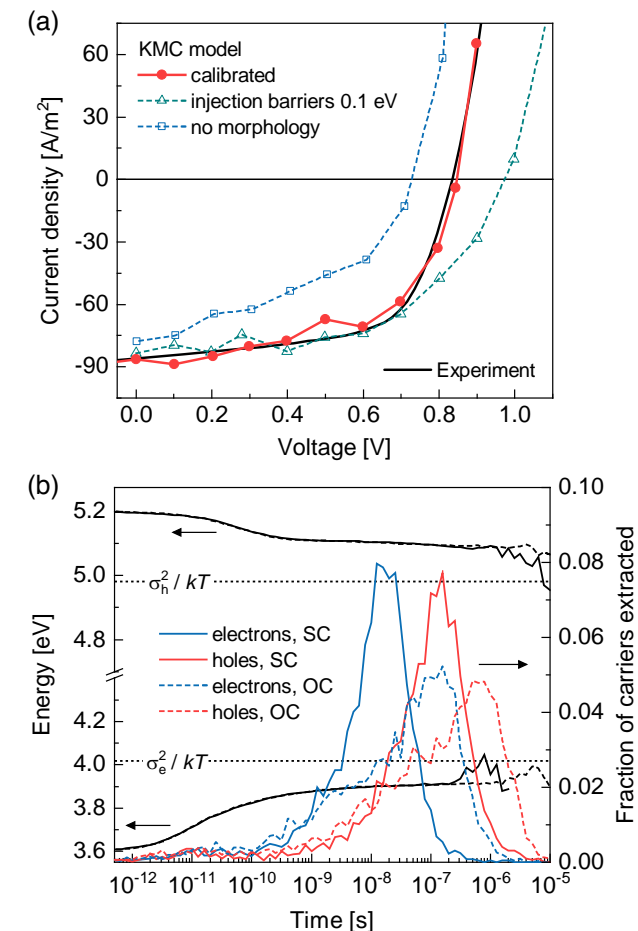 (a)
KMC model
calibrated
injection barriers 0.1 eV
no morphology
Experiment
60
30
0
-30
-60
-90
Current density [A/m²]
0.0 0.2 0.4 0.6 0.8 1.0
Voltage [V]
(b)
5.2
5.0
4.8
4.2
4.0
3.8
3.6
Energy [eV]
σ_h² / kT
electrons, SC
holes, SC
electrons, OC
holes, OC
σ_e² / kT
0.10
0.08
0.06
0.04
0.02
0.00
Fraction of carriers extracted
10⁻¹² 10⁻¹¹ 10⁻¹⁰ 10⁻⁹ 10⁻⁸ 10⁻⁷ 10⁻⁶ 10⁻⁵
Time [s]